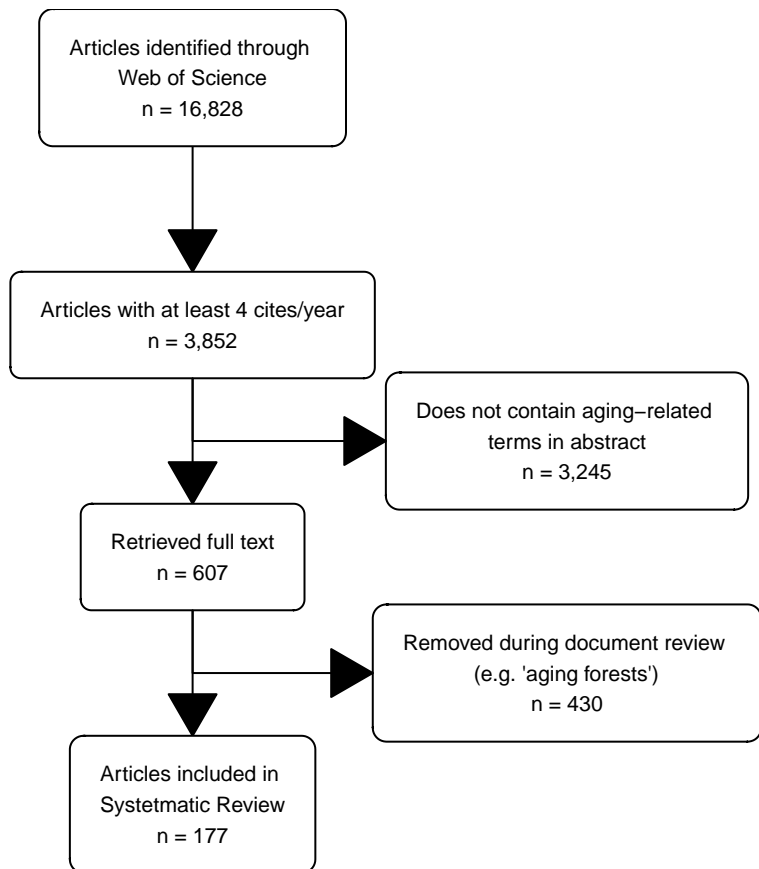 Articles identified through
Web of Science
n = 16,828
Articles with at least 4 cites/year
n = 3,852
Does not contain aging−related
terms in abstract
n = 3,245
Retrieved full text
n = 607
Removed during document review
(e.g. 'aging forests')
n = 430
Articles included in
Systetmatic Review
n = 177